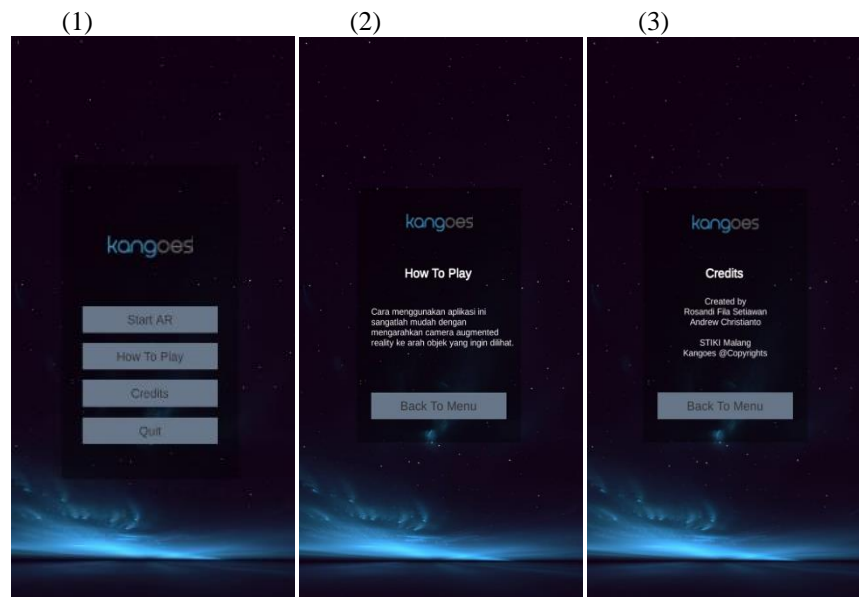 (1)
kangoes
Start AR
How To Play
Credits
Quit
(2)
kangoes
How To Play
Cara menggunakan aplikasi ini
sangatlah mudah dengan
mengarahkan camera augmented
reality ke arah objek yang ingin dilihat.
Back To Menu
(3)
kangoes
Credits
Created by
Rosandi Fila Setiawan
Andrew Christianto
STIKI Malang
Kangoes @Copyrights
Back To Menu